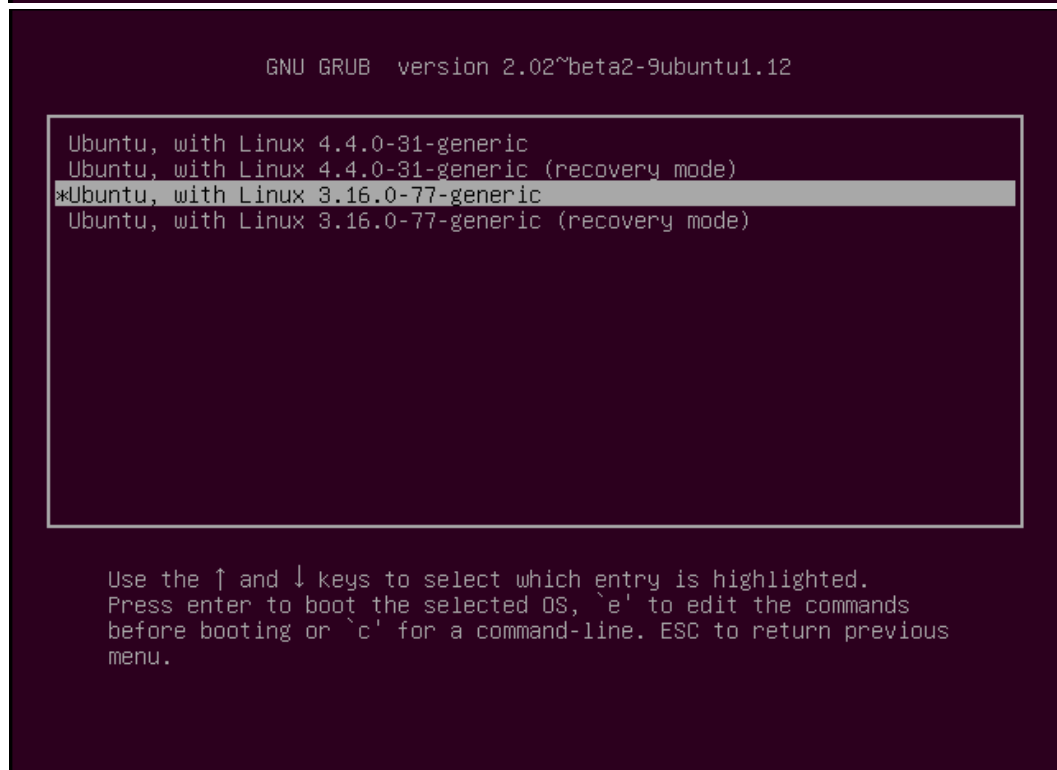 GNU GRUB  version 2.02~beta2-9ubuntu1.12
Ubuntu, with Linux 4.4.0-31-generic
Ubuntu, with Linux 4.4.0-31-generic (recovery mode)
*Ubuntu, with Linux 3.16.0-77-generic
Ubuntu, with Linux 3.16.0-77-generic (recovery mode)
Use the ↑ and ↓ keys to select which entry is highlighted.
Press enter to boot the selected OS, `e' to edit the commands
before booting or `c' for a command-line. ESC to return previous
menu.